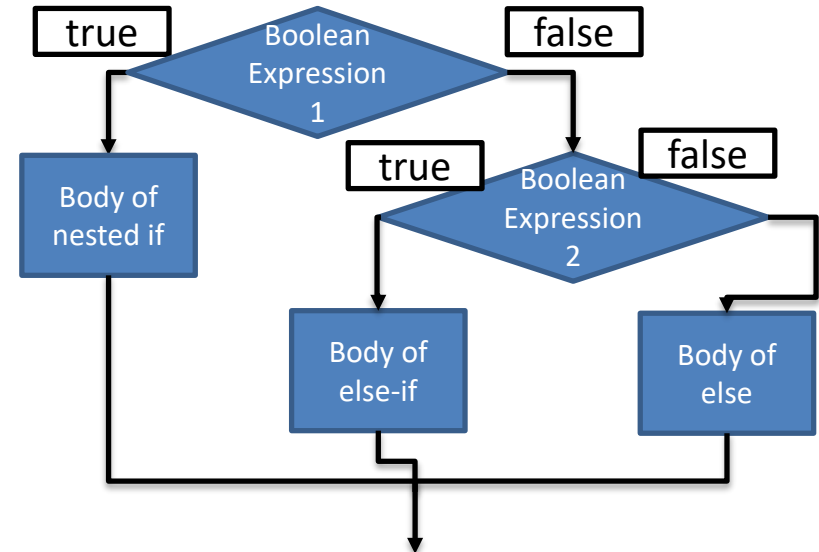 true
Boolean
Expression
1
false
Body of
nested if
true
Boolean
Expression
2
false
Body of
else-if
Body of
else